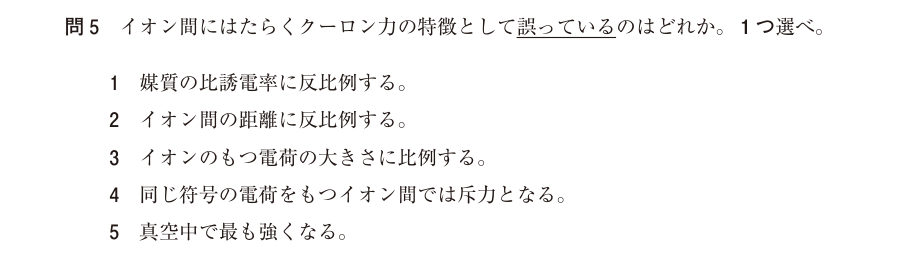 問5 イオン間にはたらくクーロン力の特徴として誤っているのはどれか。1つ選べ。
1 媒質の比誘電率に反比例する。
2 イオン間の距離に反比例する。
3 イオンのもつ電荷の大きさに比例する。
4 同じ符号の電荷をもつイオン間では斥力となる。
5 真空中で最も強くなる。